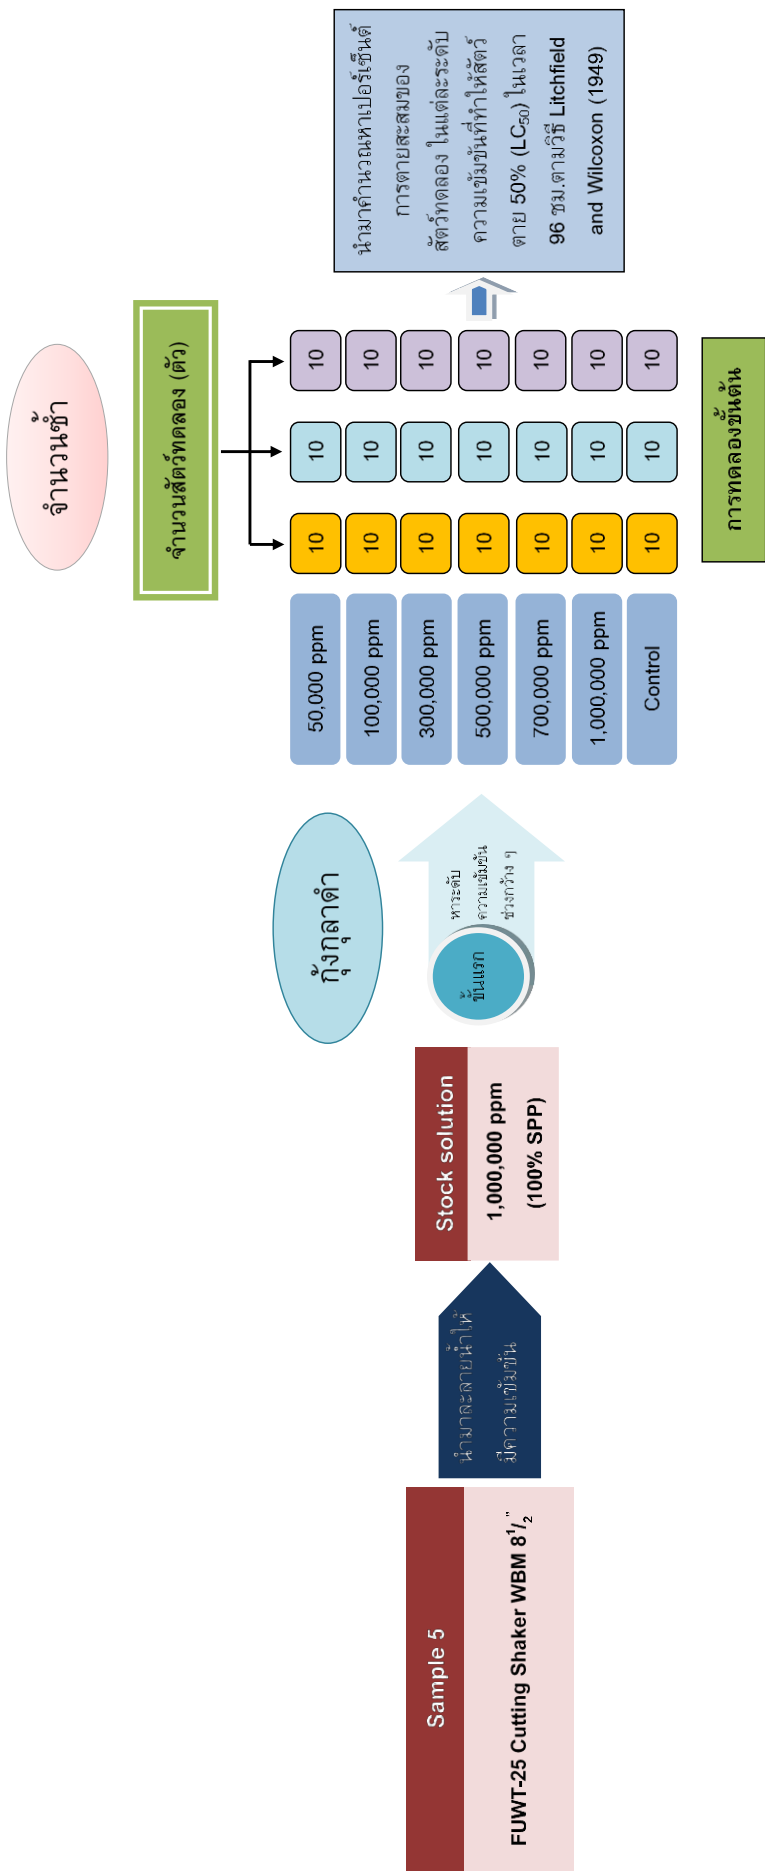 Sample 5
FUWT-25 Cutting Shaker WBM 8 1/2"
นำมาละลายน้ำให้
มีความเข้มข้น
Stock solution
1,000,000 ppm
(100% SPP)
กุ้งกุลาดำ
ขั้นแรก
หาระดับ
ความเข้มข้น
ช่วงกว้าง ๆ
จำนวนซ้ำ
จำนวนสัตว์ทดลอง (ตัว)
50,000 ppm 10 10 10
100,000 ppm 10 10 10
300,000 ppm 10 10 10
500,000 ppm 10 10 10
700,000 ppm 10 10 10
1,000,000 ppm 10 10 10
Control 10 10 10
การทดลองขั้นต้น
นำมาคำนวณหาเปอร์เซ็นต์
การตายสะสมของ
สัตว์ทดลอง ในแต่ละระดับ
ความเข้มข้นที่ทำให้สัตว์
ตาย 50% (LC50) ในเวลา
96 ชม.ตามวิธี Litchfield
and Wilcoxon (1949)